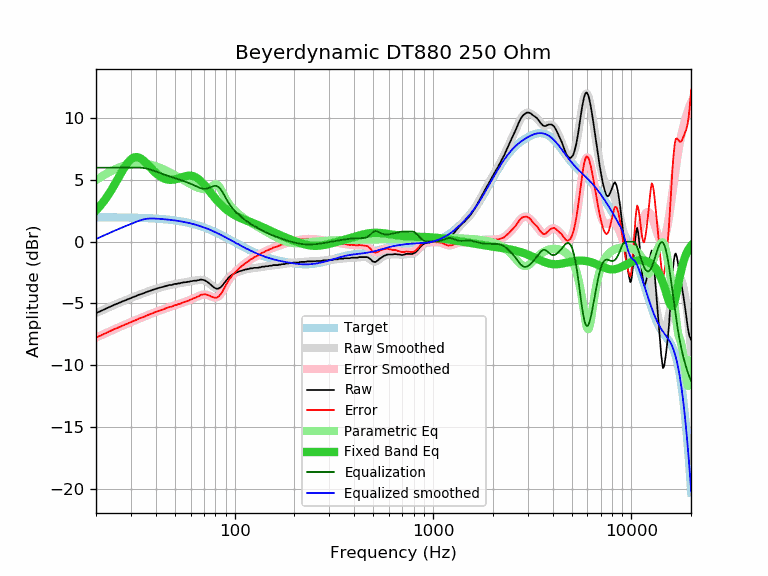 Beyerdynamic DT880 250 Ohm
Amplitude (dBr)
10
5
0
−5
−10
−15
−20
Target
Raw Smoothed
Error Smoothed
Raw
Error
Parametric Eq
Fixed Band Eq
Equalization
Equalized smoothed
100
1000
10000
Frequency (Hz)